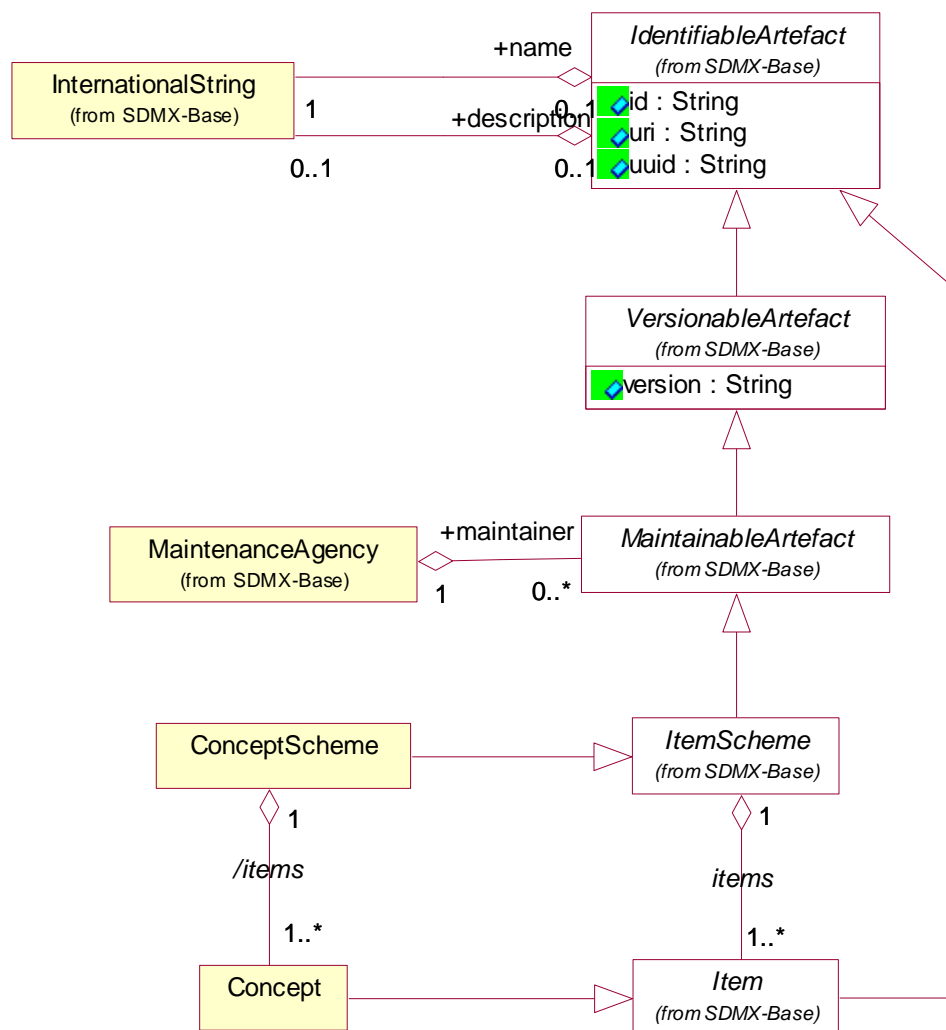 IdentifiableArtefact
(from SDMX-Base)
id : String
uri : String
uuid : String
+name
InternationalString
(from SDMX-Base)
1
0..1
+description
0..1
0..1
VersionableArtefact
(from SDMX-Base)
version : String
MaintenanceAgency
(from SDMX-Base)
+maintainer
1
0..*
MaintainableArtefact
(from SDMX-Base)
ConceptScheme
ItemScheme
(from SDMX-Base)
1
1
/items
items
1..*
1..*
Concept
Item
(from SDMX-Base)